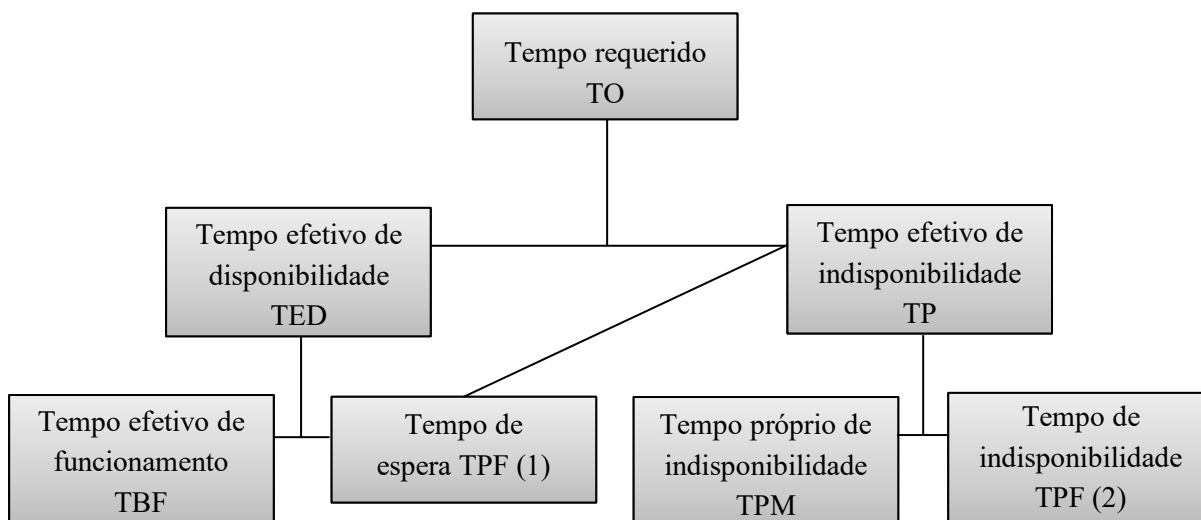 Tempo requerido
TO
Tempo efetivo de
disponibilidade
TED
Tempo efetivo de
indisponibilidade
TP
Tempo efetivo de
funcionamento
TBF
Tempo de
espera TPF (1)
Tempo próprio de
indisponibilidade
TPM
Tempo de
indisponibilidade
TPF (2)